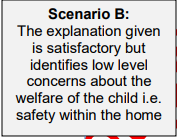 Scenario B:
The explanation given
is satisfactory but
identifies low level
concerns about the
welfare of the child i.e.
safety within the home